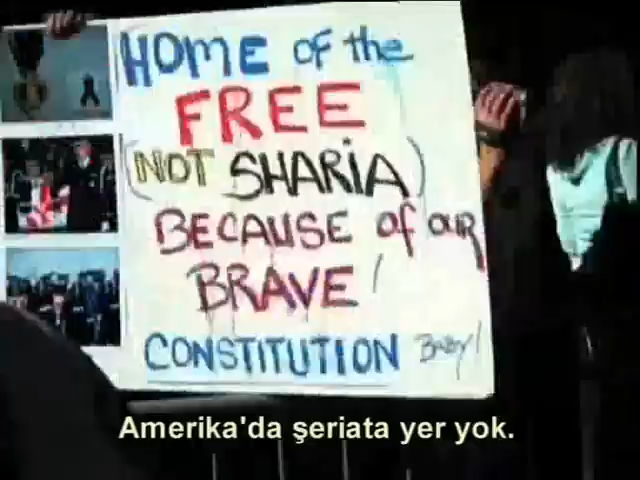 HOME of the
FREE
(NOT SHARiA)
BECAUSE of our
BRAVE!
CONSTITUTION Baby!
Amerika'da şeriata yer yok.